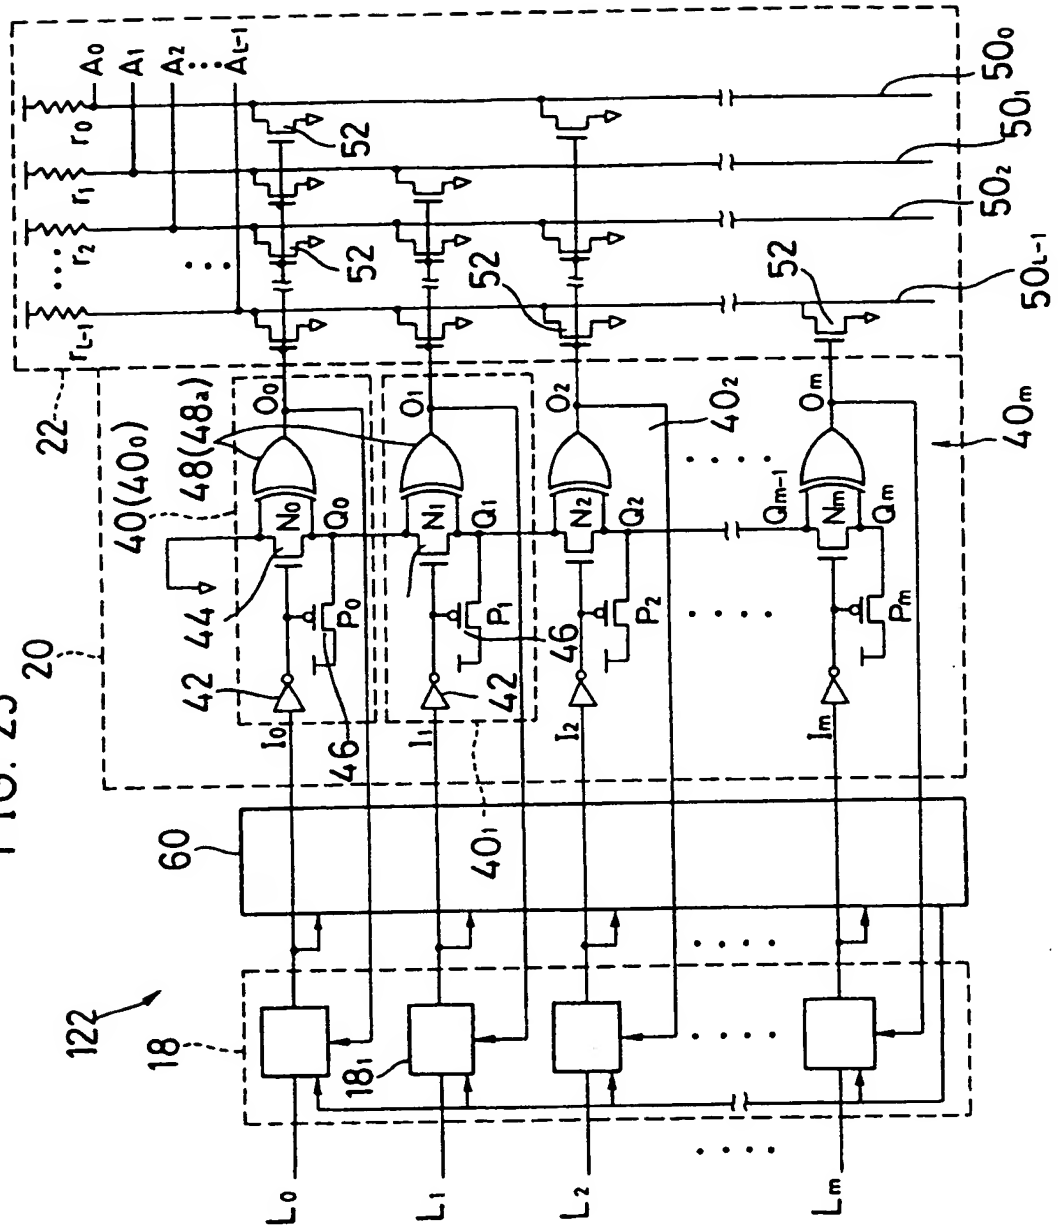 FIG. 23
122
18
60
20
22
L0
18₁
I0
42
44
40(40₀)
48(48a)
N0
Q0
P0
46
O0
rL-1
r2
r1
r0
A0
A1
A2
AL-1
52
52
L1
I1
42
40₁
N1
Q1
P1
46
O1
L2
I2
N2
Q2
P2
O2
40₂
52
Lm
Im
Qm-1
Nm
Qm
Pm
Om
40m
52
50L-1
50₂
50₁
50₀